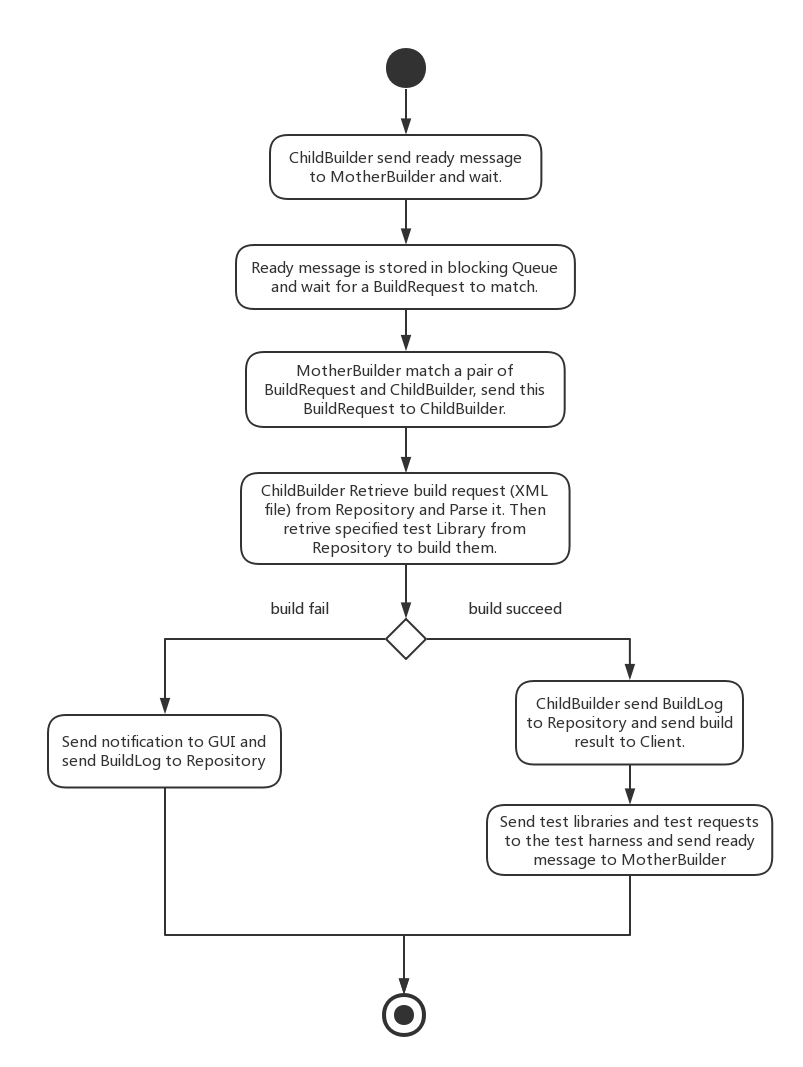 ChildBuilder send ready message
to MotherBuilder and wait.
Ready message is stored in blocking Queue
and wait for a BuildRequest to match.
MotherBuilder match a pair of
BuildRequest and ChildBuilder, send this
BuildRequest to ChildBuilder.
ChildBuilder Retrieve build request (XML
file) from Repository and Parse it. Then
retrive specified test Library from
Repository to build them.
build fail
build succeed
Send notification to GUI and
send BuildLog to Repository
ChildBuilder send BuildLog
to Repository and send build
result to Client.
Send test libraries and test requests
to the test harness and send ready
message to MotherBuilder